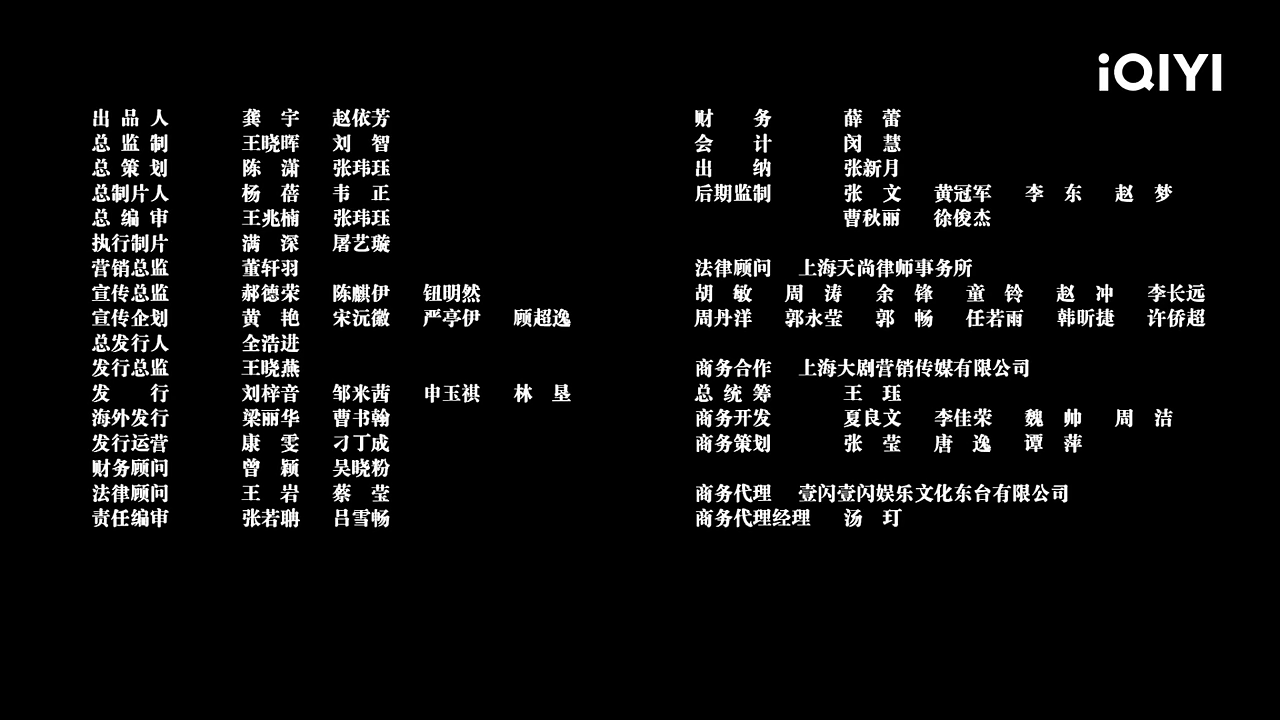 iQIYI
出品人 龚宇 赵依芳
总监制 王晓晖 刘智
总策划 陈潇 张玮珏
总制片人 杨蓓 韦正
总编审 王兆楠 张玮珏
执行制片 满深 屠艺璇
营销总监 董轩羽
宣传总监 郝德荣 陈麒伊 钮明然
宣传企划 黄艳 宋沅徽 严亭伊 顾超逸
总发行人 全浩进
发行总监 王晓燕
发行 刘梓音 邹米茜 申玉祺 林垦
海外发行 梁丽华 曹书翰
发行运营 康雯 刁丁成
财务顾问 曾颖 吴晓粉
法律顾问 王岩 蔡莹
责任编审 张若聃 吕雪畅
财务 薛蕾
会计 闵慧
出纳 张新月
后期监制 张文 黄冠军 李东 赵梦
曹秋丽 徐俊杰
法律顾问 上海天尚律师事务所
胡敏 周涛 余锋 童铃 赵冲 李长远
周丹洋 郭永莹 郭畅 任若雨 韩昕捷 许侨超
商务合作 上海大剧营销传媒有限公司
总统筹 王珏
商务开发 夏良文 李佳荣 魏帅 周洁
商务策划 张莹 唐逸 谭萍
商务代理 壹闪壹闪娱乐文化东台有限公司
商务代理经理 汤玎